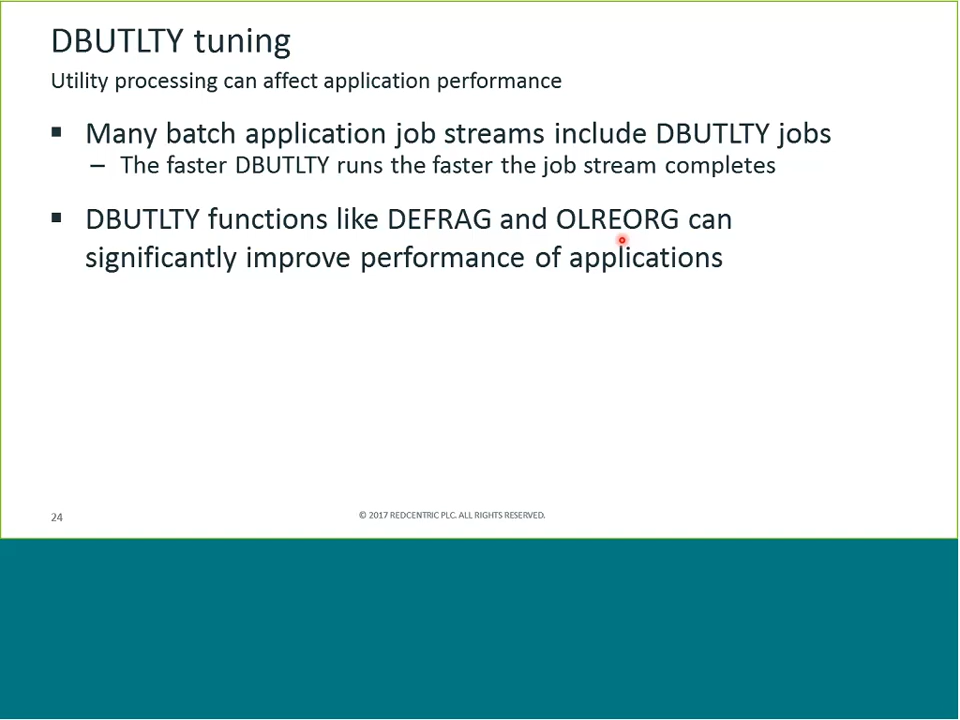 DBUTLTY tuning
Utility processing can affect application performance
▪ Many batch application job streams include DBUTLTY jobs
– The faster DBUTLTY runs the faster the job stream completes
▪ DBUTLTY functions like DEFRAG and OLREORG can
significantly improve performance of applications
24
© 2017 REDCENTRIC PLC. ALL RIGHTS RESERVED.